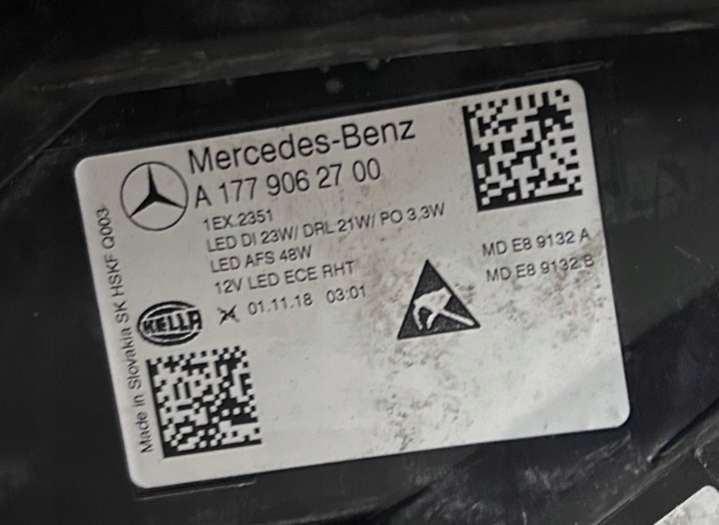 Mercedes-Benz
A 177 906 27 00
1EX.2351
LED DI 23W/ DRL 21W/ PO 3,3W
LED AFS 48W
12V LED ECE RHT
01.11.18 03:01
MD E8 9132 A
MD E8 9132 B
HELLA
Made in Slovakia SK HSKF Q003